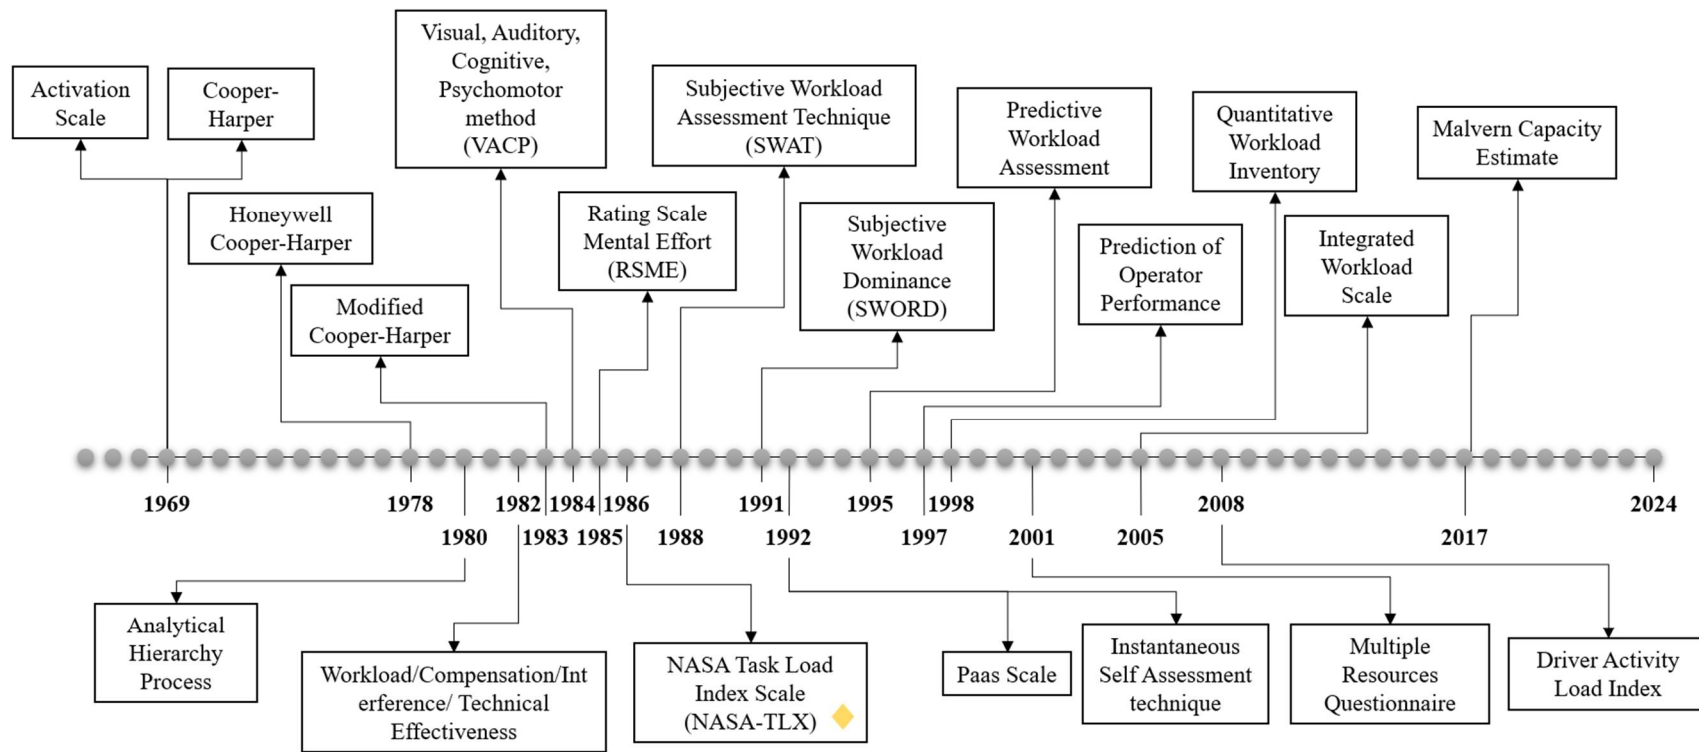 Activation
Scale
Cooper-
Harper
Visual, Auditory,
Cognitive,
Psychomotor
method
(VACP)
Subjective Workload
Assessment Technique
(SWAT)
Predictive
Workload
Assessment
Quantitative
Workload
Inventory
Malvern Capacity
Estimate
Honeywell
Cooper-Harper
Rating Scale
Mental Effort
(RSME)
Subjective
Workload
Dominance
(SWORD)
Prediction of
Operator
Performance
Integrated
Workload
Scale
Modified
Cooper-Harper
1969
1978
1982
1984
1986
1991
1995
1998
2008
2024
1980
1983
1985
1988
1992
1997
2001
2005
2017
Analytical
Hierarchy
Process
Workload/Compensation/Int
erference/ Technical
Effectiveness
NASA Task Load
Index Scale
(NASA-TLX)
Paas Scale
Instantaneous
Self Assessment
technique
Multiple
Resources
Questionnaire
Driver Activity
Load Index